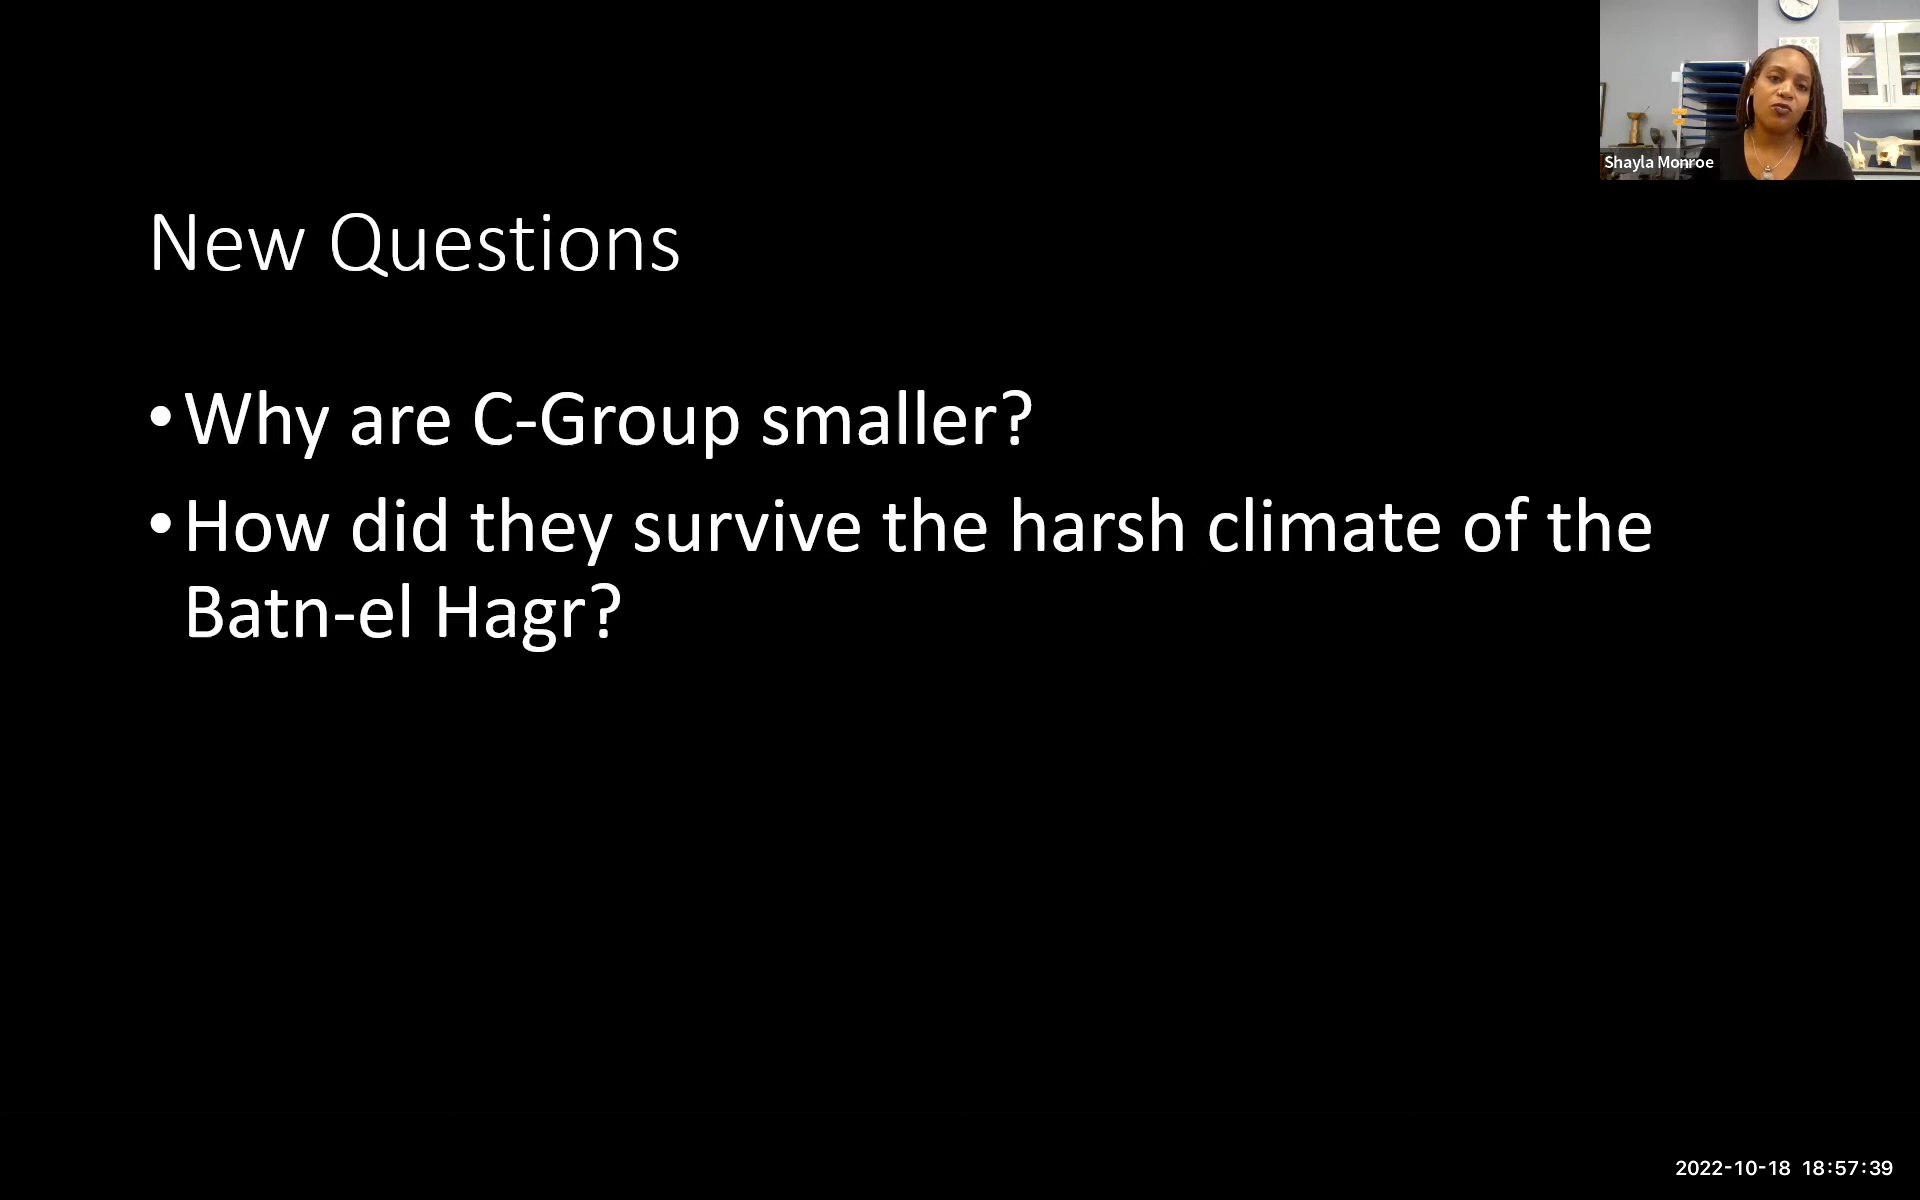 Shayla Monroe
New Questions
• Why are C-Group smaller?
• How did they survive the harsh climate of the
Batn-el Hagr?
2022-10-18 18:57:39